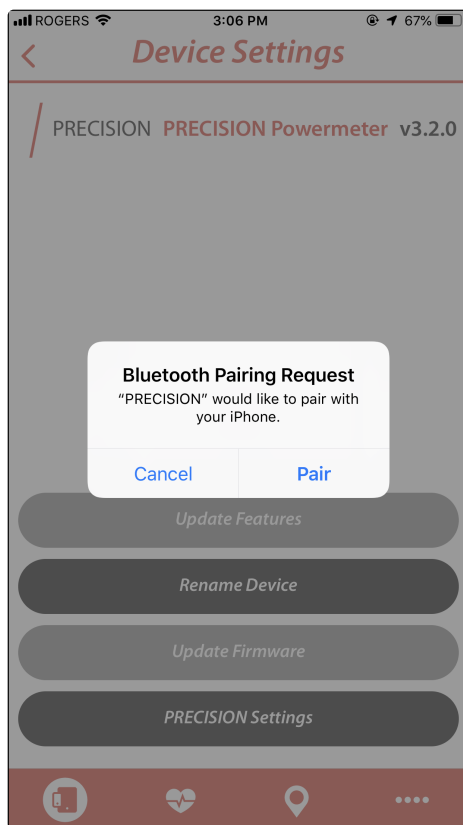 ROGERS 3:06 PM 67%
Device Settings
PRECISION PRECISION Powermeter v3.2.0
Bluetooth Pairing Request
“PRECISION” would like to pair with
your iPhone.
Cancel Pair
Update Features
Rename Device
Update Firmware
PRECISION Settings